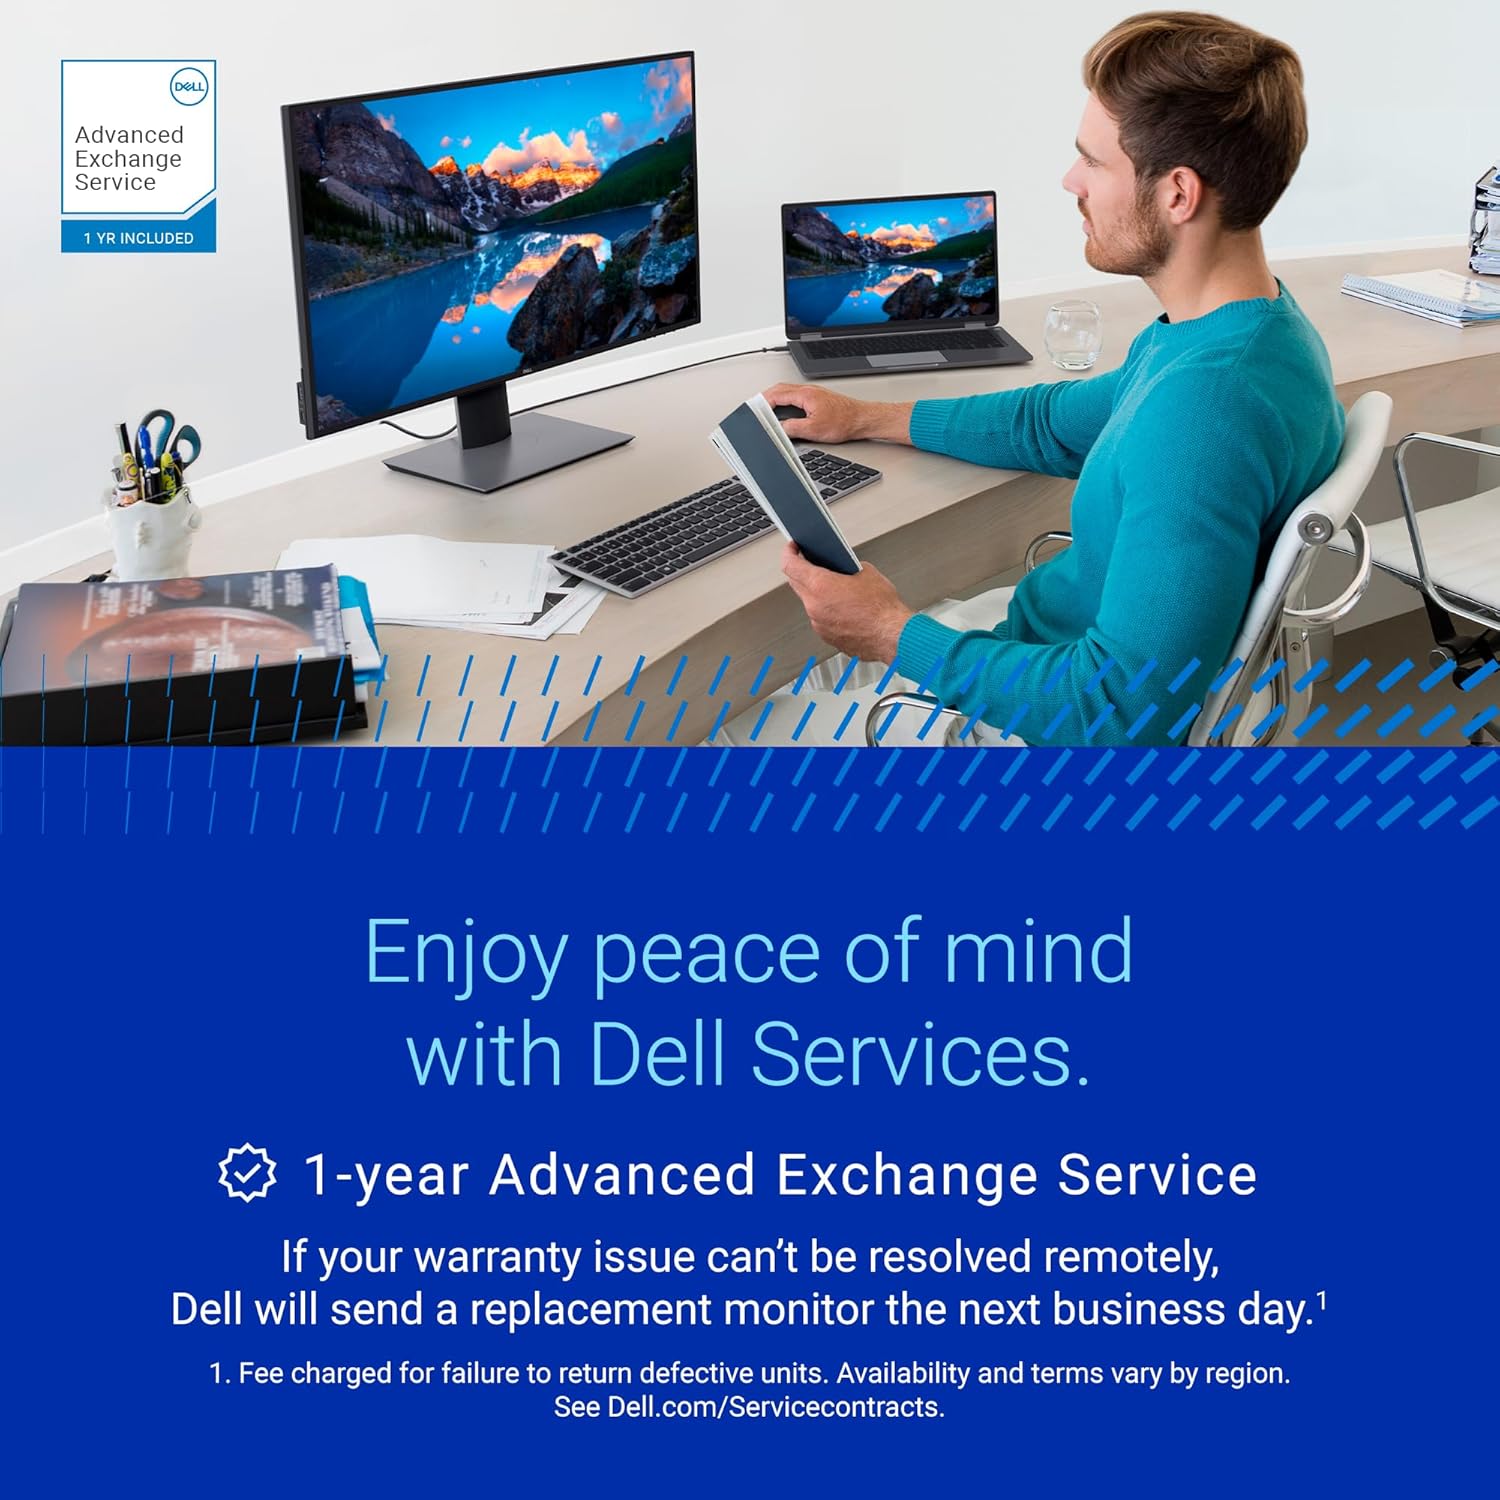 DELL
Advanced
Exchange
Service
1 YR INCLUDED
DELL
Enjoy peace of mind
with Dell Services.
1-year Advanced Exchange Service
If your warranty issue can't be resolved remotely,
Dell will send a replacement monitor the next business day.1
1. Fee charged for failure to return defective units. Availability and terms vary by region.
See Dell.com/Servicecontracts.